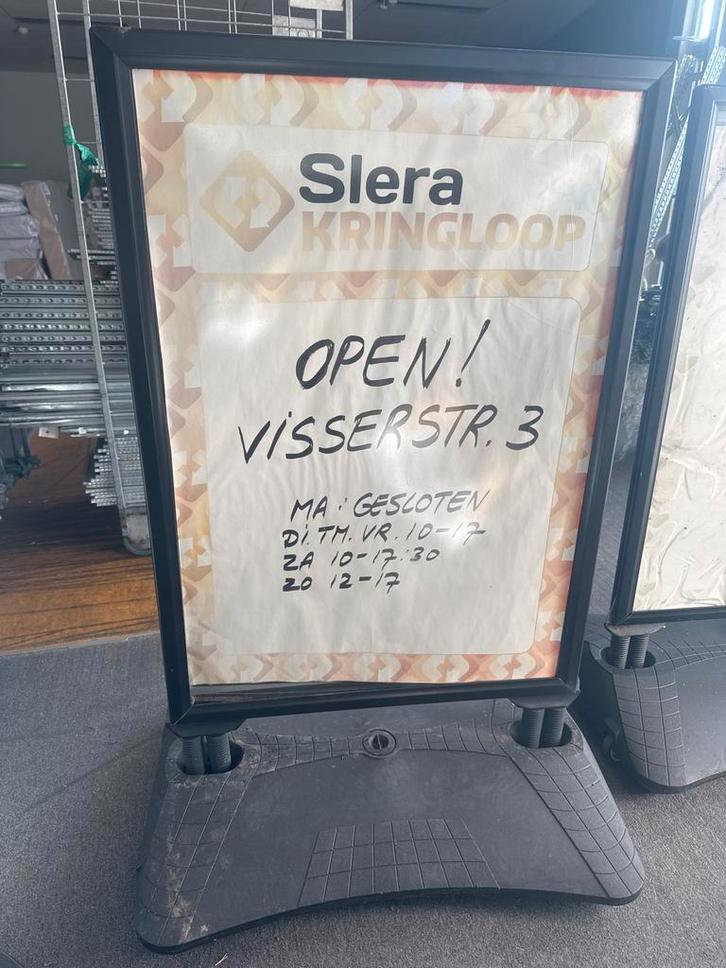 Slera
KRINGLOOP
OPEN!
VISSERSTR. 3
MA: GESLOTEN
DI. TM. VR. 10-17
ZA 10-17:30
ZO 12-17